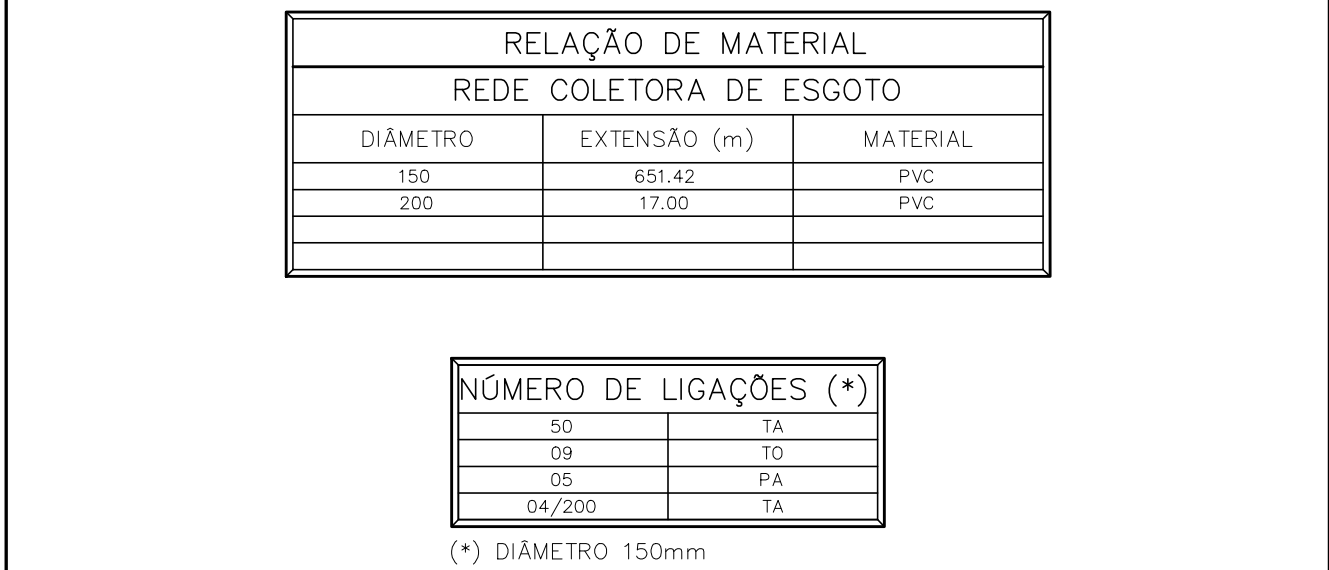 RELAÇÃO DE MATERIAL
REDE COLETORA DE ESGOTO
DIÂMETRO EXTENSÃO (m) MATERIAL
150 651.42 PVC
200 17.00 PVC
NÚMERO DE LIGAÇÕES (*)
50 TA
09 TO
05 PA
04/200 TA
(*) DIÂMETRO 150mm